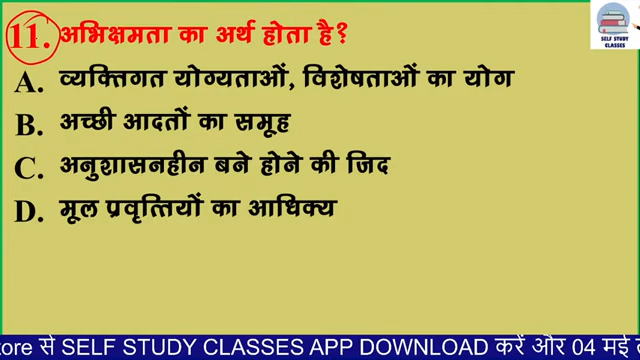 11. अभिक्षमता का अर्थ होता है?
SELF STUDY
CLASSES
A. व्यक्तिगत योग्यताओं, विशेषताओं का योग
B. अच्छी आदतों का समूह
C. अनुशासनहीन बने होने की जिद
D. मूल प्रवृत्तियों का आधिक्य
tore से SELF STUDY CLASSES APP DOWNLOAD करें और 04 मई